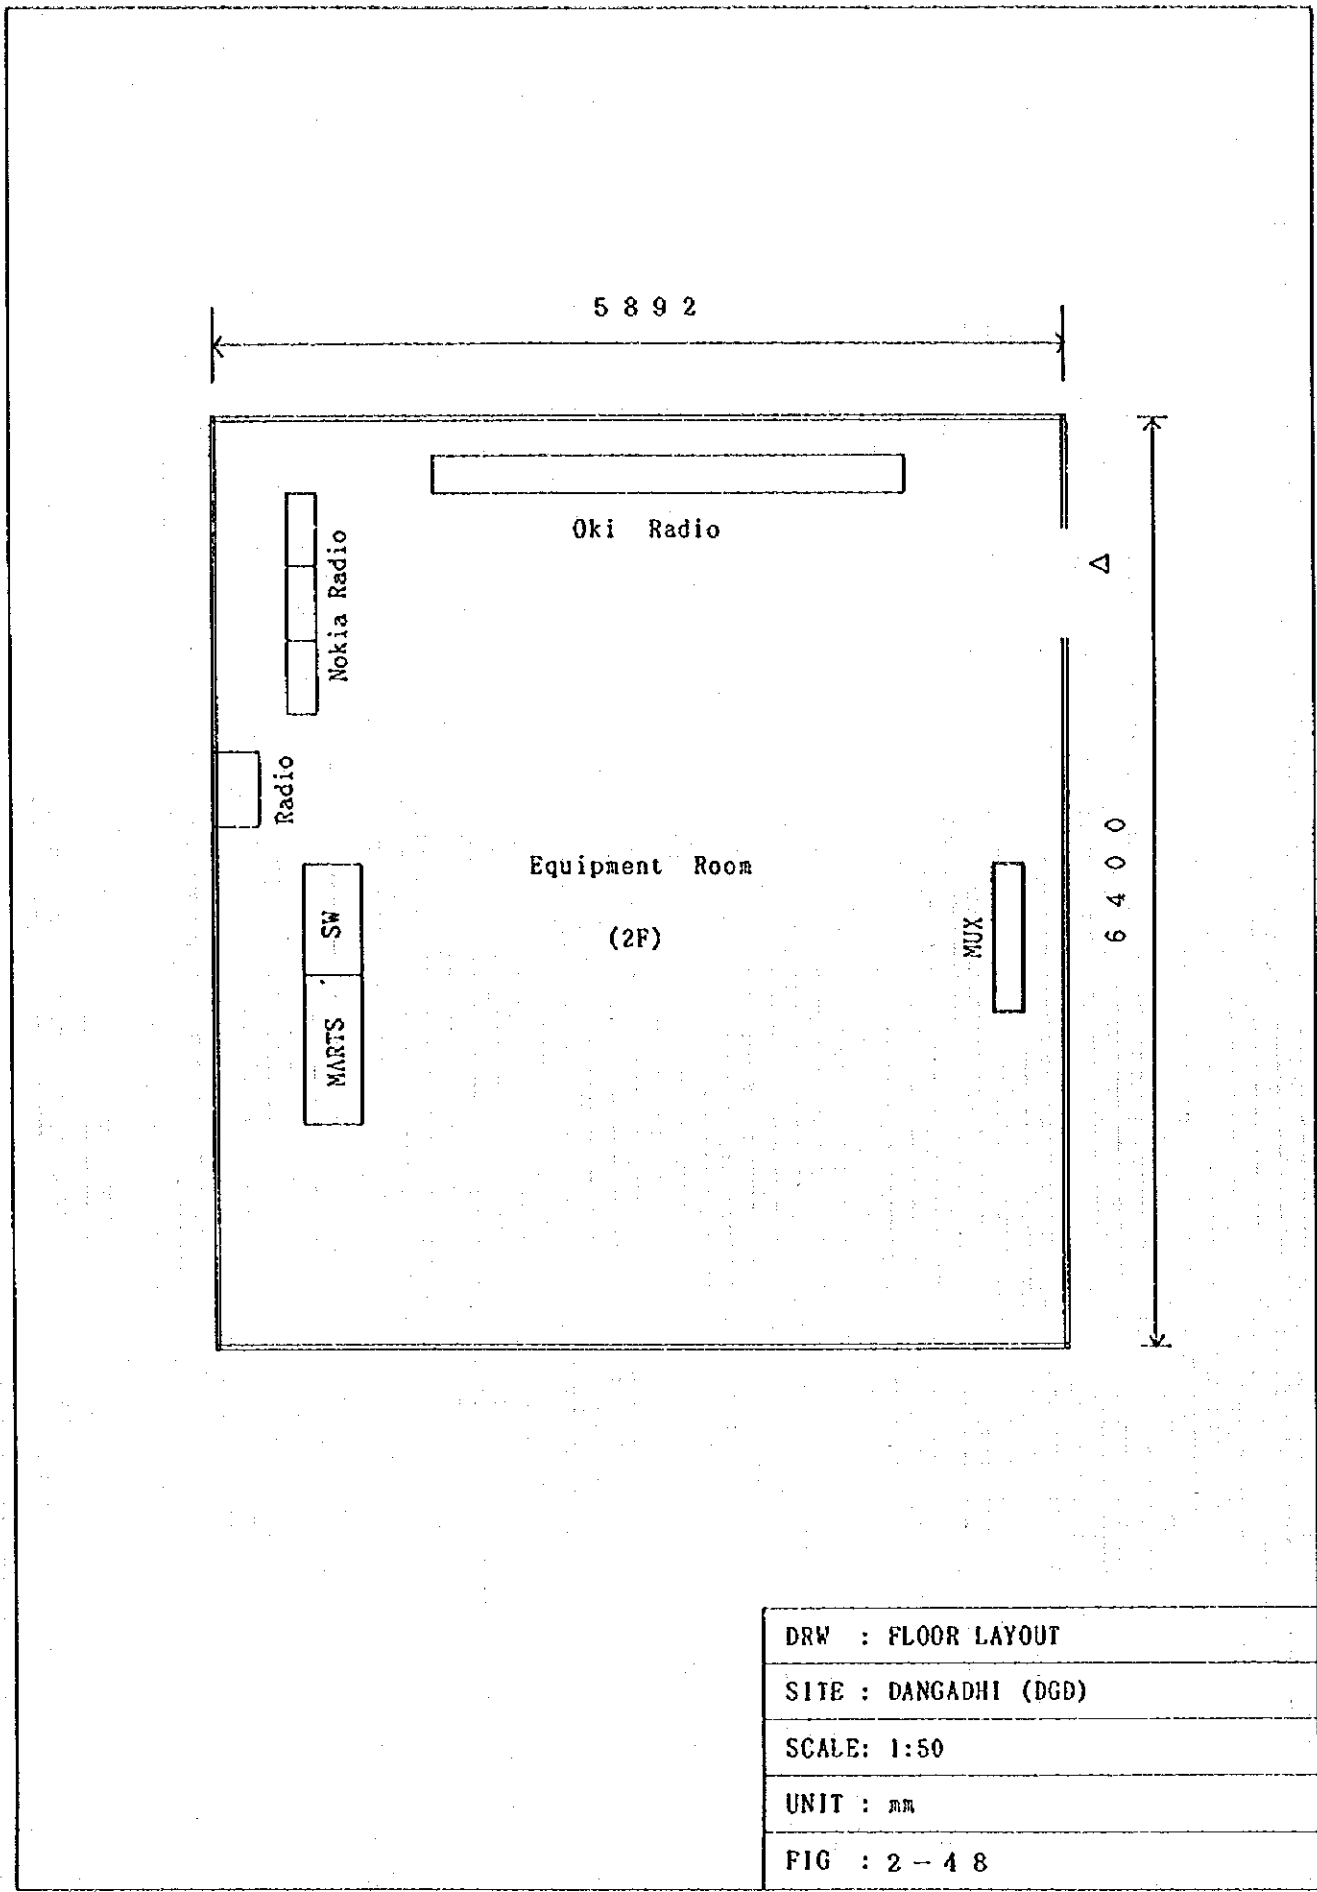 5892
Oki Radio
Nokia Radio
Radio
Equipment Room
(2F)
SW
MARTS
MUX
6400
DRW : FLOOR LAYOUT
SITE : DANGADHI (DGD)
SCALE: 1:50
UNIT : mm
FIG : 2-48